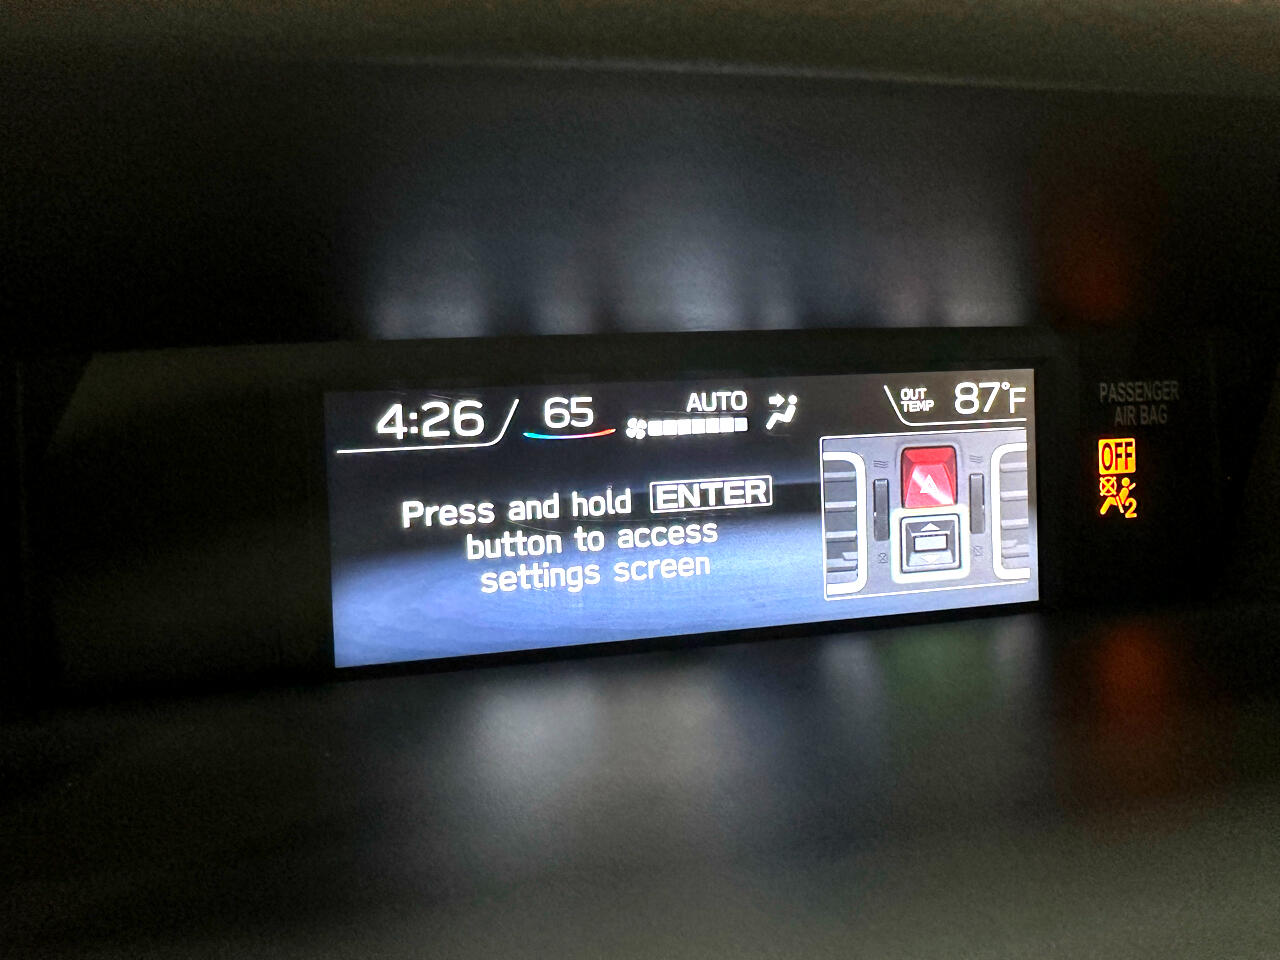 4:26 65 AUTO OUT TEMP 87°F
Press and hold ENTER
button to access
settings screen
PASSENGER
AIR BAG
OFF
2